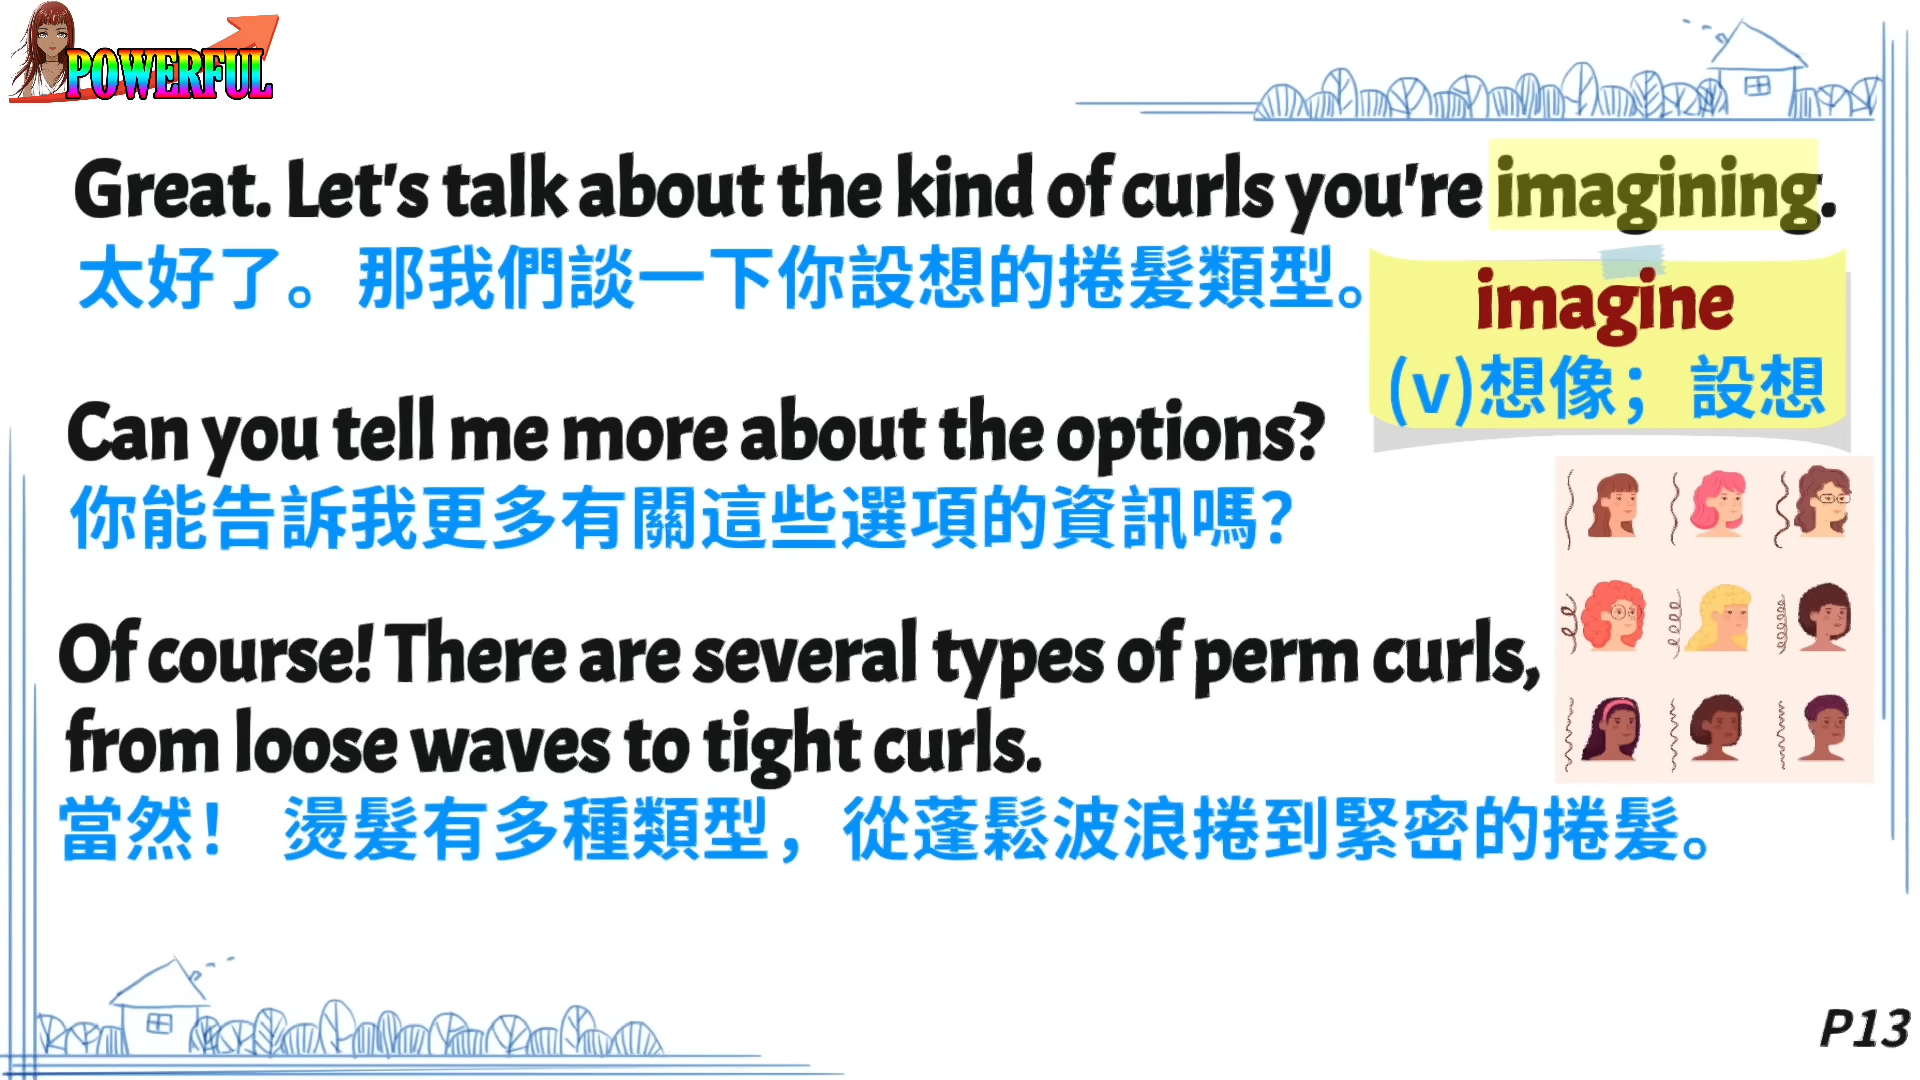 POWERFUL
Great. Let's talk about the kind of curls you're imagining.
太好了。那我們談一下你設想的捲髮類型。
imagine
(v)想像；設想
Can you tell me more about the options?
你能告訴我更多有關這些選項的資訊嗎？
Of course! There are several types of perm curls,
from loose waves to tight curls.
當然！ 燙髮有多種類型，從蓬鬆波浪捲到緊密的捲髮。
P13